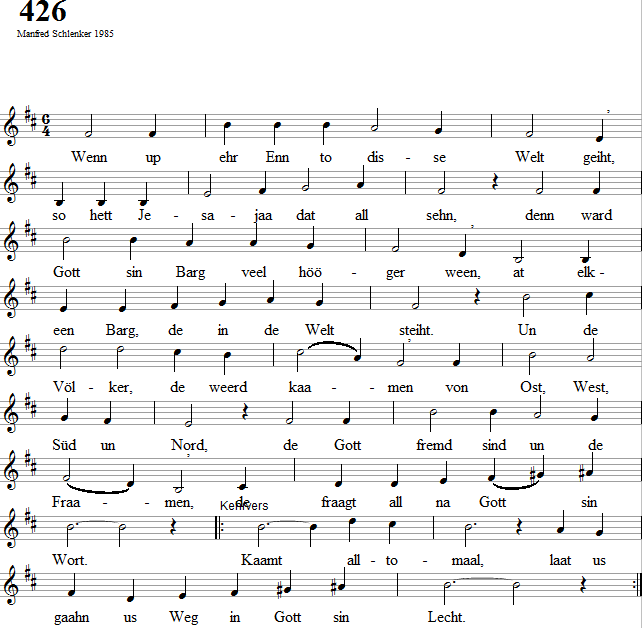 426
Manfred Schlenker 1985
6
4
Wenn up ehr Enn to dis - se Welt geiht,
so hett Je - sa - jaa dat all sehn, denn ward
Gott sin Barg veel höö - ger ween, at elk -
een Barg, de in de Welt steiht. Un de
Völ - ker, de weerd kaa - - men von Ost, West,
Süd un Nord, de Gott fremd sind un de
Fraa - - men, de fraagt all na Gott sin
Kehrvers
Wort. Kaamt all - to - maal, laat us
gaahn us Weg in Gott sin Lecht.